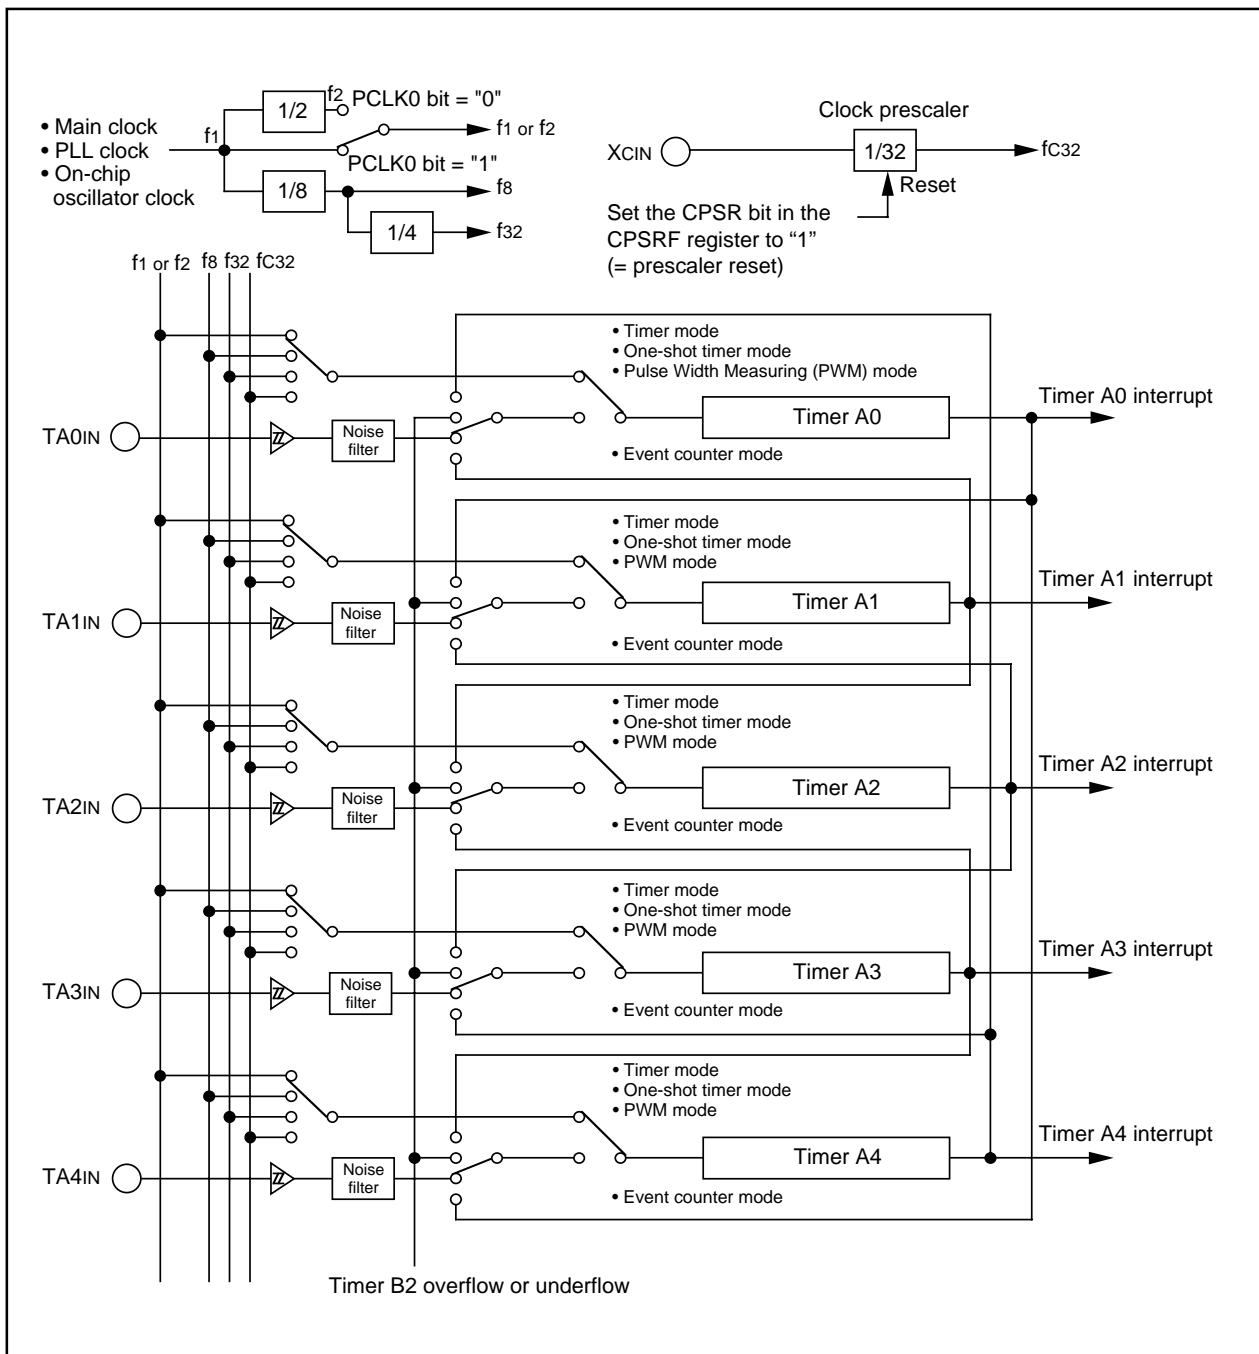 • Main clock
• PLL clock
• On-chip
oscillator clock
f1
1/2
f2
PCLK0 bit = "0"
f1 or f2
PCLK0 bit = "1"
1/8
f8
1/4
f32
Clock prescaler
XCIN
1/32
fC32
Reset
Set the CPSR bit in the
CPSRF register to “1”
(= prescaler reset)
f1 or f2 f8 f32 fC32
• Timer mode
• One-shot timer mode
• Pulse Width Measuring (PWM) mode
Timer A0 interrupt
TA0IN
Noise
filter
Timer A0
• Event counter mode
• Timer mode
• One-shot timer mode
• PWM mode
Timer A1 interrupt
TA1IN
Noise
filter
Timer A1
• Event counter mode
• Timer mode
• One-shot timer mode
• PWM mode
Timer A2 interrupt
TA2IN
Noise
filter
Timer A2
• Event counter mode
• Timer mode
• One-shot timer mode
• PWM mode
Timer A3 interrupt
TA3IN
Noise
filter
Timer A3
• Event counter mode
• Timer mode
• One-shot timer mode
• PWM mode
Timer A4 interrupt
TA4IN
Noise
filter
Timer A4
• Event counter mode
Timer B2 overflow or underflow